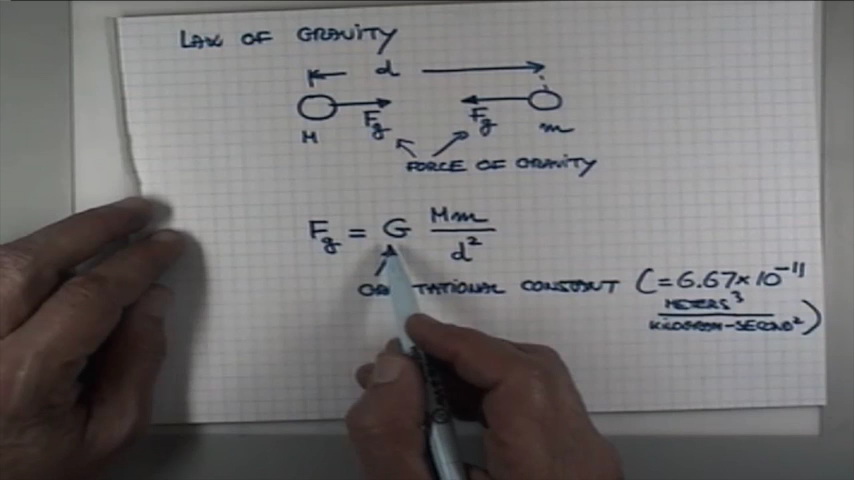 LAW OF GRAVITY
d
Fg Fg
M m
FORCE OF GRAVITY
Fg = G Mm / d²
CONSTANT (= 6.67 × 10⁻¹¹
METERS³ / KILOGRAM-SECOND²)